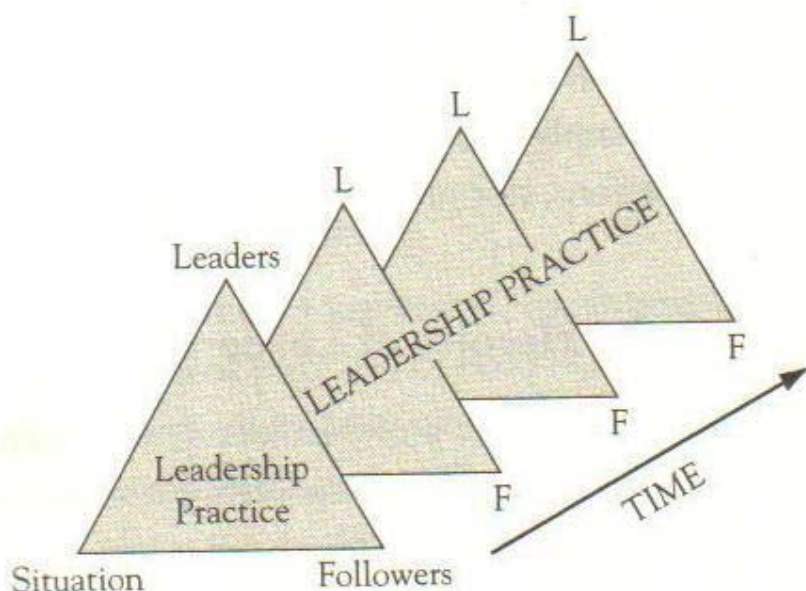 L
L
L
Leaders
LEADERSHIP PRACTICE
F
F
Leadership
Practice
F
TIME
Situation
Followers